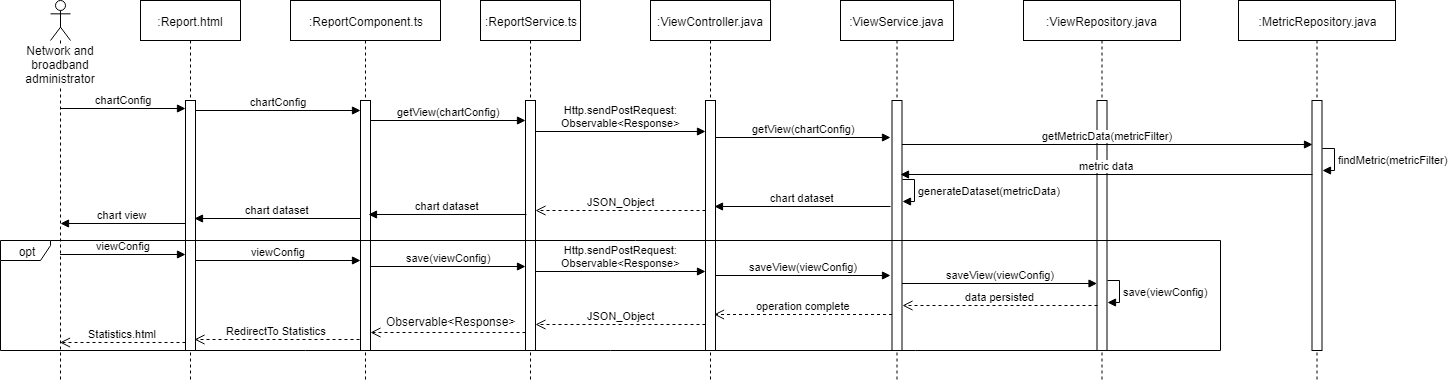 :Report.html
:ReportComponent.ts
:ReportService.ts
:ViewController.java
:ViewService.java
:ViewRepository.java
:MetricRepository.java
Network and
broadband
administrator
chartConfig
chartConfig
getView(chartConfig)
Http.sendPostRequest:
Observable<Response>
getView(chartConfig)
getMetricData(metricFilter)
findMetric(metricFilter)
metric data
generateDataset(metricData)
chart dataset
JSON_Object
chart dataset
chart dataset
chart view
opt
viewConfig
viewConfig
save(viewConfig)
Http.sendPostRequest:
Observable<Response>
saveView(viewConfig)
saveView(viewConfig)
save(viewConfig)
data persisted
operation complete
JSON_Object
Observable<Response>
RedirectTo Statistics
Statistics.html